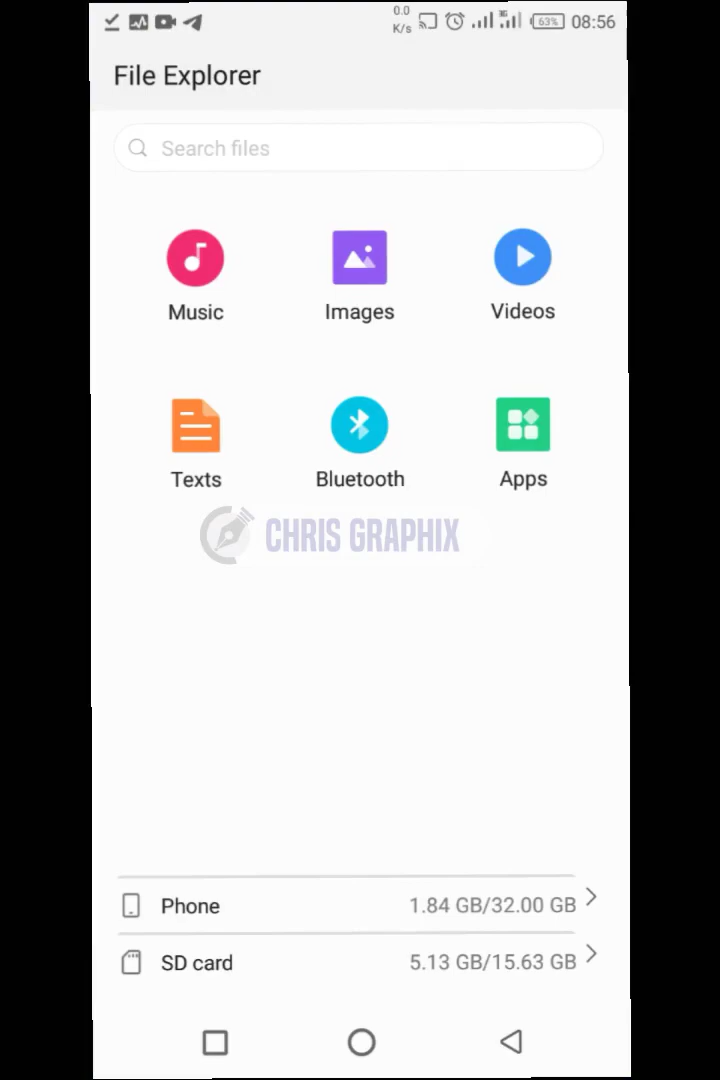 0.0
K/s 3G 63% 08:56
File Explorer
Search files
Music Images Videos
Texts Bluetooth Apps
CHRIS GRAPHIX
Phone 1.84 GB/32.00 GB
SD card 5.13 GB/15.63 GB